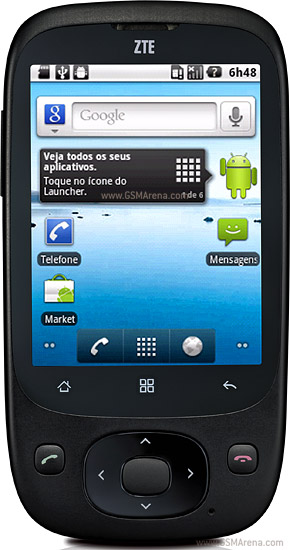 ZTE
6h48
Google
Veja todos os seus
aplicativos.
Toque no ícone do
Launcher.
1 de 6
www.GSMArena.com
Telefone
Mensagens
Market
www.GSMArena.com